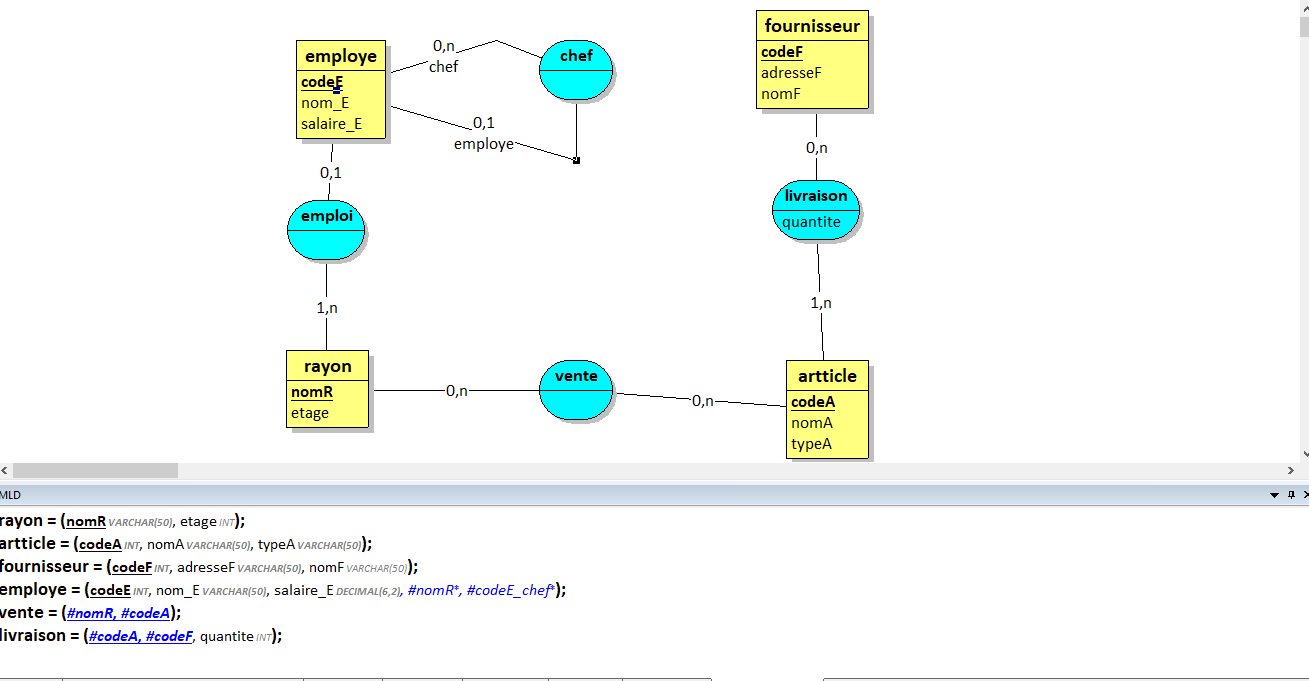 employe
codeE
nom_E
salaire_E
0,n
chef
chef
0,1
employe
fournisseur
codeF
adresseF
nomF
0,n
livraison
quantite
0,1
emploi
1,n
1,n
rayon
nomR
etage
0,n
vente
0,n
artticle
codeA
nomA
typeA
MLD
rayon = (nomR VARCHAR(50), etage INT);
artticle = (codeA INT, nomA VARCHAR(50), typeA VARCHAR(50));
fournisseur = (codeF INT, adresseF VARCHAR(50), nomF VARCHAR(50));
employe = (codeE INT, nom_E VARCHAR(50), salaire_E DECIMAL(6,2), #nomR*, #codeE_chef*);
vente = (#nomR, #codeA);
livraison = (#codeA, #codeF, quantite INT);